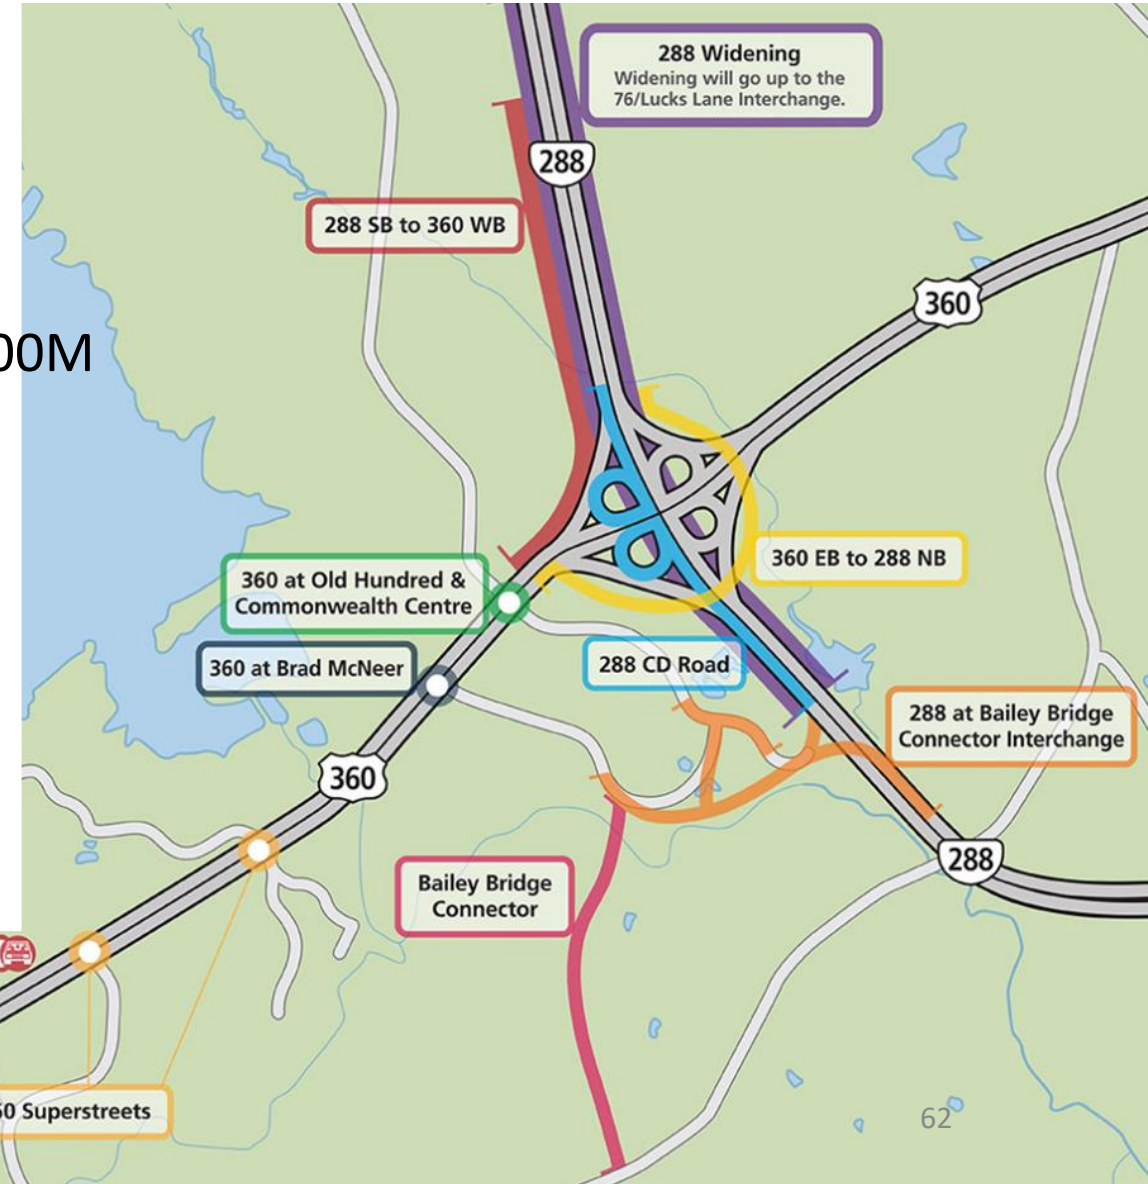 288 Widening
Widening will go up to the
76/Lucks Lane Interchange.
288
288 SB to 360 WB
360
00M
360 EB to 288 NB
360 at Old Hundred &
Commonwealth Centre
288 CD Road
360 at Brad McNeer
288 at Bailey Bridge
Connector Interchange
360
288
Bailey Bridge
Connector
Superstreets
62